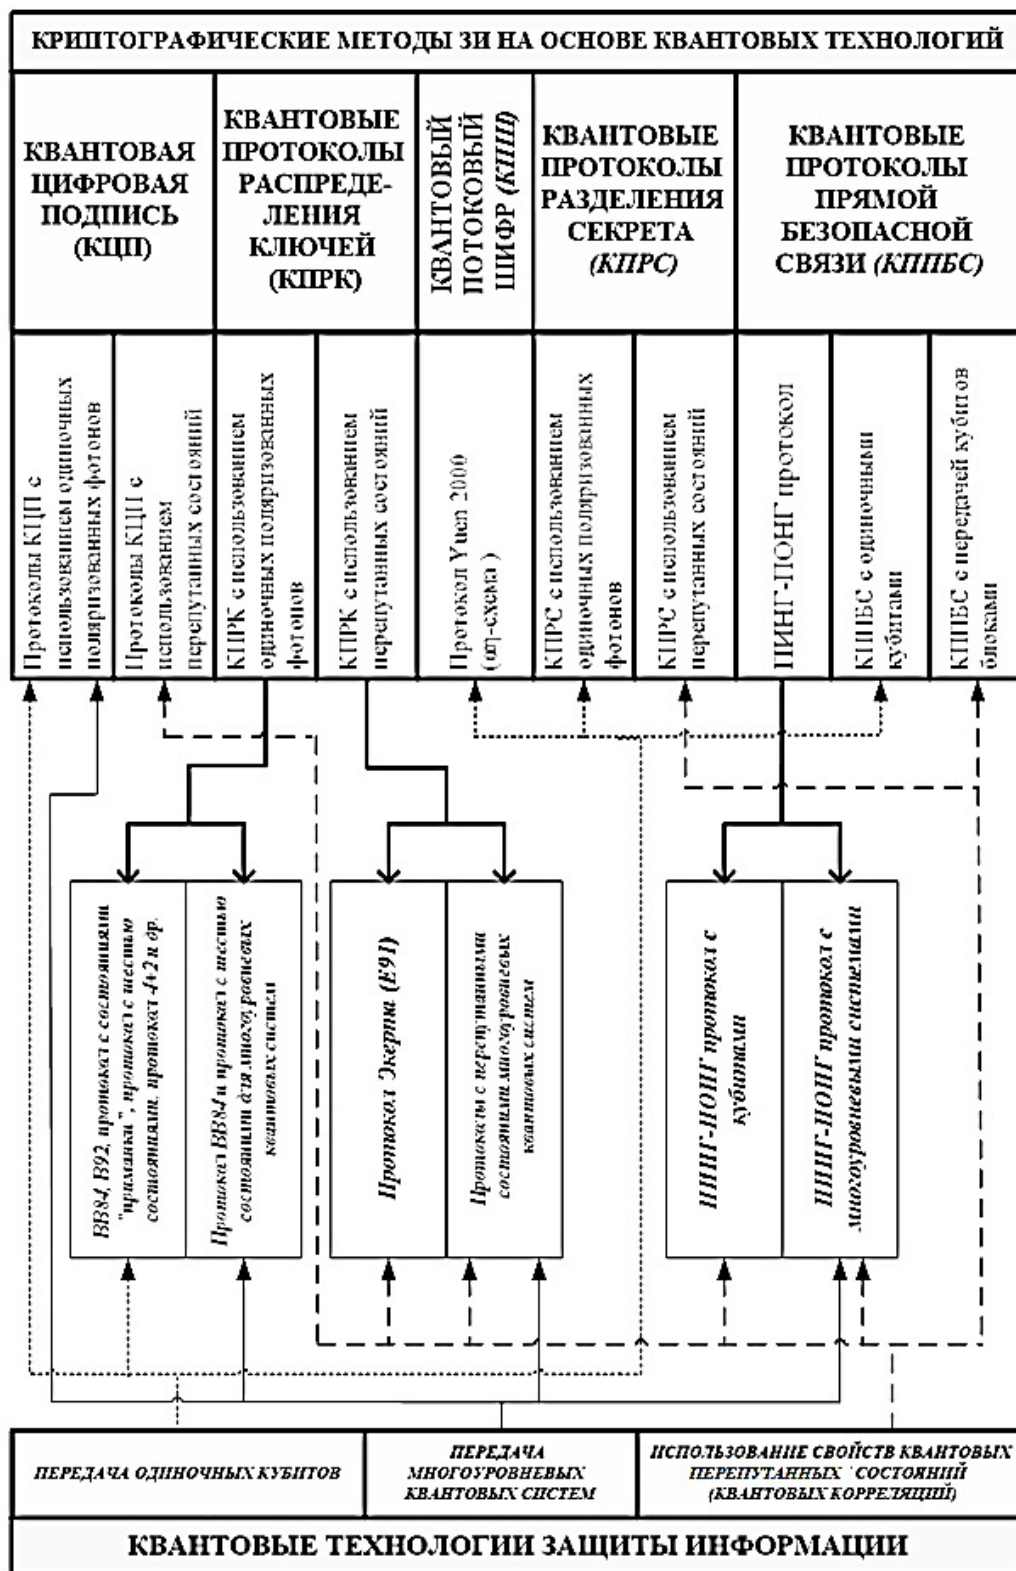 КРИПТОГРАФИЧЕСКИЕ МЕТОДЫ ЗИ НА ОСНОВЕ КВАНТОВЫХ ТЕХНОЛОГИЙ
КВАНТОВАЯ
ЦИФРОВАЯ
ПОДПИСЬ
(КЦП)
КВАНТОВЫЕ
ПРОТОКОЛЫ
РАСПРЕДЕ-
ЛЕНИЯ
КЛЮЧЕЙ
(КПРК)
КВАНТОВЫЙ
ПОТОКОВЫЙ
ШИФР (КПШ)
КВАНТОВЫЕ
ПРОТОКОЛЫ
РАЗДЕЛЕНИЯ
СЕКРЕТА
(КПРС)
КВАНТОВЫЕ
ПРОТОКОЛЫ
ПРЯМОЙ
БЕЗОПАСНОЙ
СВЯЗИ (КППБС)
Протоколы КЦП с
использованием одиночных
поляризованных фотонов
Протоколы КЦП с
использованием
перепутанных состояний
КПРК с использованием
одиночных поляризованных
фотонов
КПРК с использованием
перепутанных состояний
Протокол Yuen 2000
(αη-схема)
КПРС с использованием
одиночных поляризованных
фотонов
КПРС с использованием
перепутанных состояний
ПИНГ-ПОНГ протокол
КППБС с одиночными
кубитами
КППБС с передачей кубитов
блоками
BB84, B92, протокол с состояниями
"приманки", протокол с шестью
состояниями, протокол 4+2 и др.
Протокол BB84 и протокол с шестью
состояниями для многоуровневых
квантовых систем
Протокол Экерта (E91)
Протоколы с перепутанными
состояниями многоуровневых
квантовых систем
ПИНГ-ПОНГ протокол с
кубитами
ПИНГ-ПОНГ протокол с
многоуровневыми системами
ПЕРЕДАЧА ОДИНОЧНЫХ КУБИТОВ
ПЕРЕДАЧА
МНОГОУРОВНЕВЫХ
КВАНТОВЫХ СИСТЕМ
ИСПОЛЬЗОВАНИЕ СВОЙСТВ КВАНТОВЫХ
ПЕРЕПУТАННЫХ СОСТОЯНИЙ
(КВАНТОВЫХ КОРРЕЛЯЦИЙ)
КВАНТОВЫЕ ТЕХНОЛОГИИ ЗАЩИТЫ ИНФОРМАЦИИ